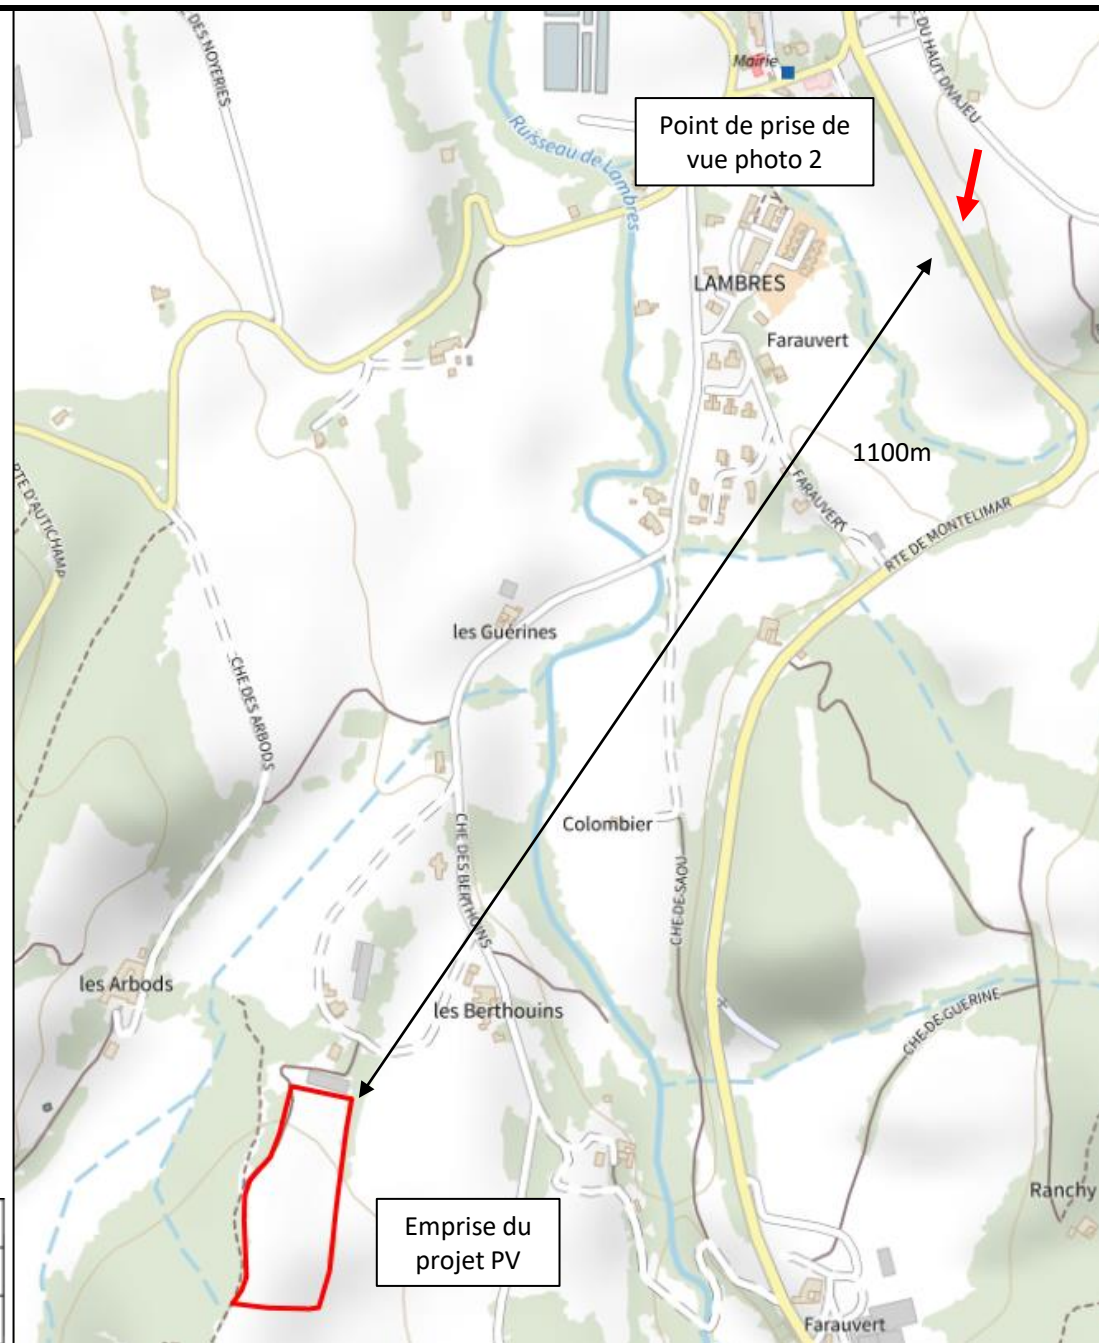 DES NOYERIES
Mairie
DU HAUT DNAJEU
Point de prise de
vue photo 2
Ruisseau de Lambres
LAMBRES
Farauvert
1100m
FARAUVERT
RTE DE MONTELIMAR
RTE D'AUTICHAMP
les Guérines
CHE DES ARBODS
Colombier
CHE DES BERTHOINS
CHE-DE-SAOU
les Arbods
les Berthouins
CHE-DE-GUERINE
Ranchy
Emprise du
projet PV
Farauvert